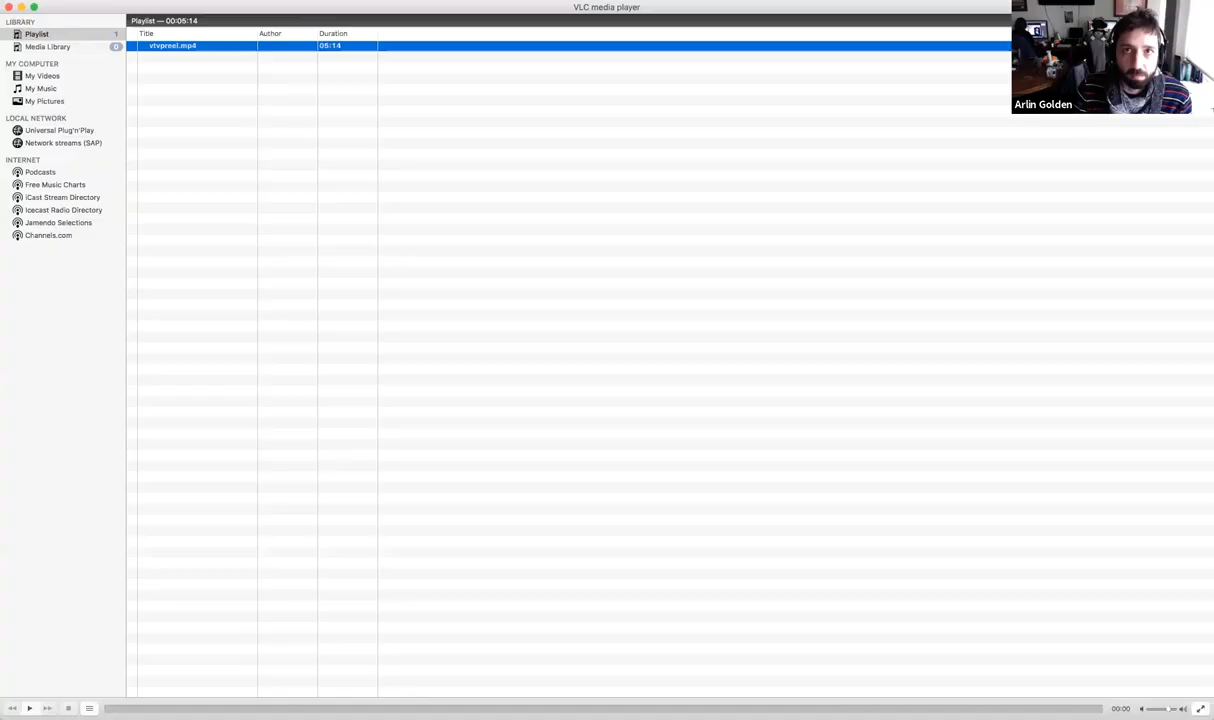 VLC media player
LIBRARY
Playlist 1
Media Library 0
MY COMPUTER
My Videos
My Music
My Pictures
LOCAL NETWORK
Universal Plug'n'Play
Network streams (SAP)
INTERNET
Podcasts
Free Music Charts
iCast Stream Directory
Icecast Radio Directory
Jamendo Selections
Channels.com
Playlist — 00:05:14
Title Author Duration
vtvpreel.mp4 05:14
Arlin Golden
00:00